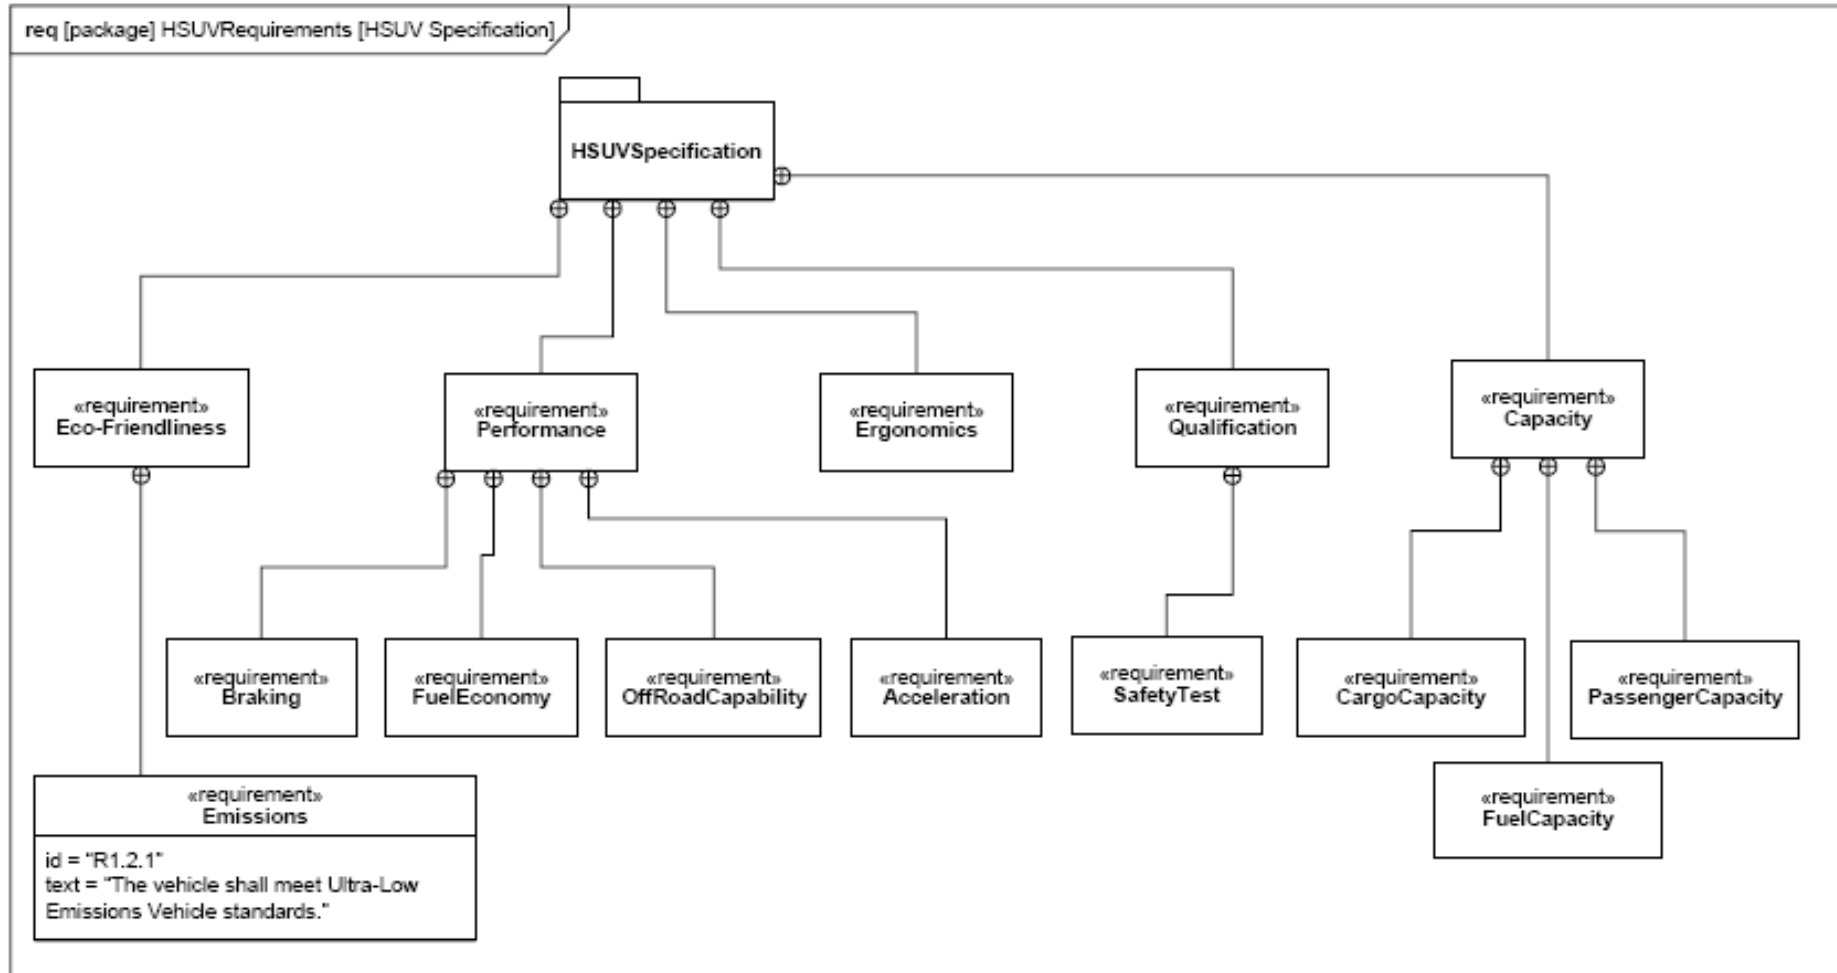 req [package] HSUVRequirements [HSUV Specification]
HSUVSpecification
«requirement»
Eco-Friendliness
«requirement»
Performance
«requirement»
Ergonomics
«requirement»
Qualification
«requirement»
Capacity
«requirement»
Braking
«requirement»
FuelEconomy
«requirement»
OffRoadCapability
«requirement»
Acceleration
«requirement»
SafetyTest
«requirement»
CargoCapacity
«requirement»
PassengerCapacity
«requirement»
FuelCapacity
«requirement»
Emissions
id = “R1.2.1”
text = “The vehicle shall meet Ultra-Low
Emissions Vehicle standards.”